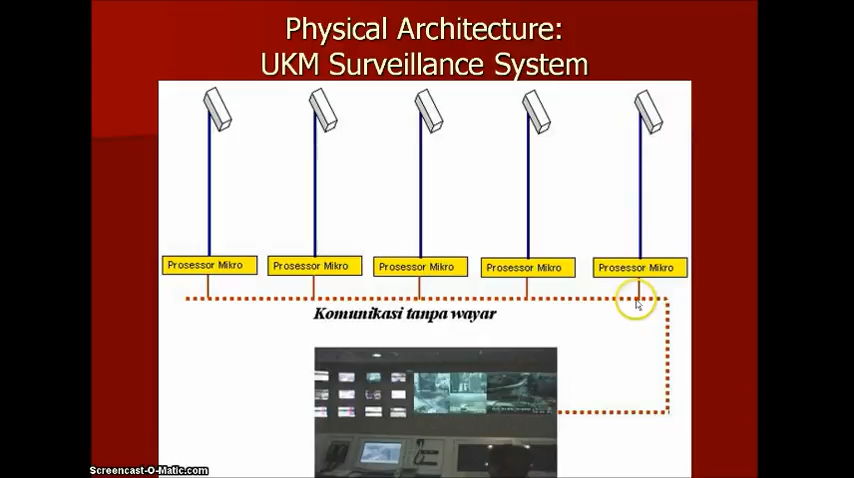 Physical Architecture:
UKM Surveillance System
Prosessor Mikro
Prosessor Mikro
Prosessor Mikro
Prosessor Mikro
Prosessor Mikro
Komunikasi tanpa wayar
Screencast-O-Matic.com